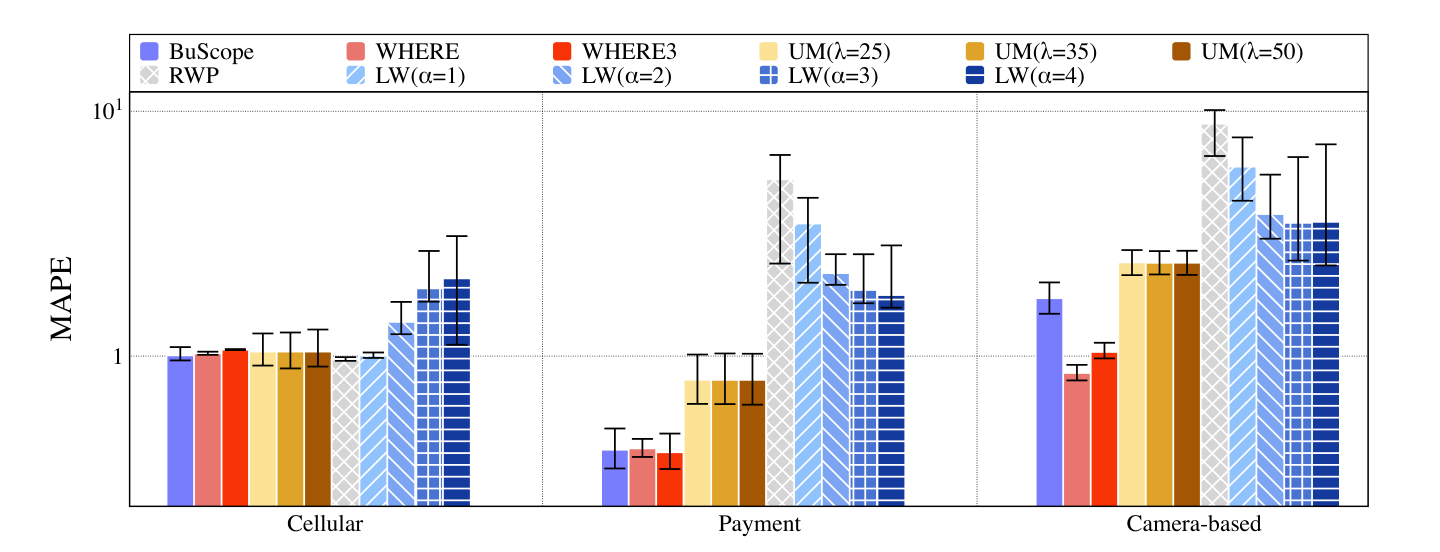 BuScope WHERE WHERE3 UM(λ=25) UM(λ=35) UM(λ=50)
RWP LW(α=1) LW(α=2) LW(α=3) LW(α=4)
10¹
1
MAPE
Cellular Payment Camera-based